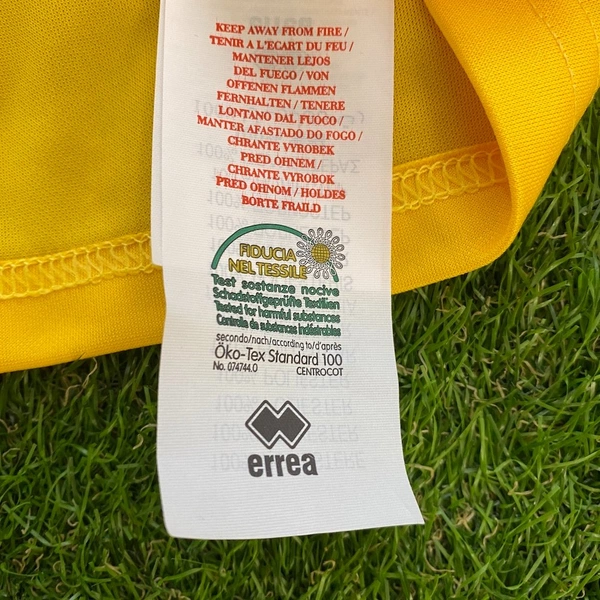 KEEP AWAY FROM FIRE /
TENIR A L'ECART DU FEU /
MANTENER LEJOS
DEL FUEGO / VON
OFFENEN FLAMMEN
FERNHALTEN / TENERE
LONTANO DAL FUOCO /
MANTER AFASTADO DO FOGO /
CHRANTE VYROBEK
PRED OHNEM /
CHRANTE VYROBOK
PRED OHNOM / HOLDES
BORTE FRAILD
FIDUCIA
NEL TESSILE
Test sostanze nocive
Schadstoffgeprüfte Textilien
Tested for harmful substances
Contrôle de substances indésirables
secondo/nach/according to/d'après
Öko-Tex Standard 100
No. 074744.0 CENTROCOT
errea